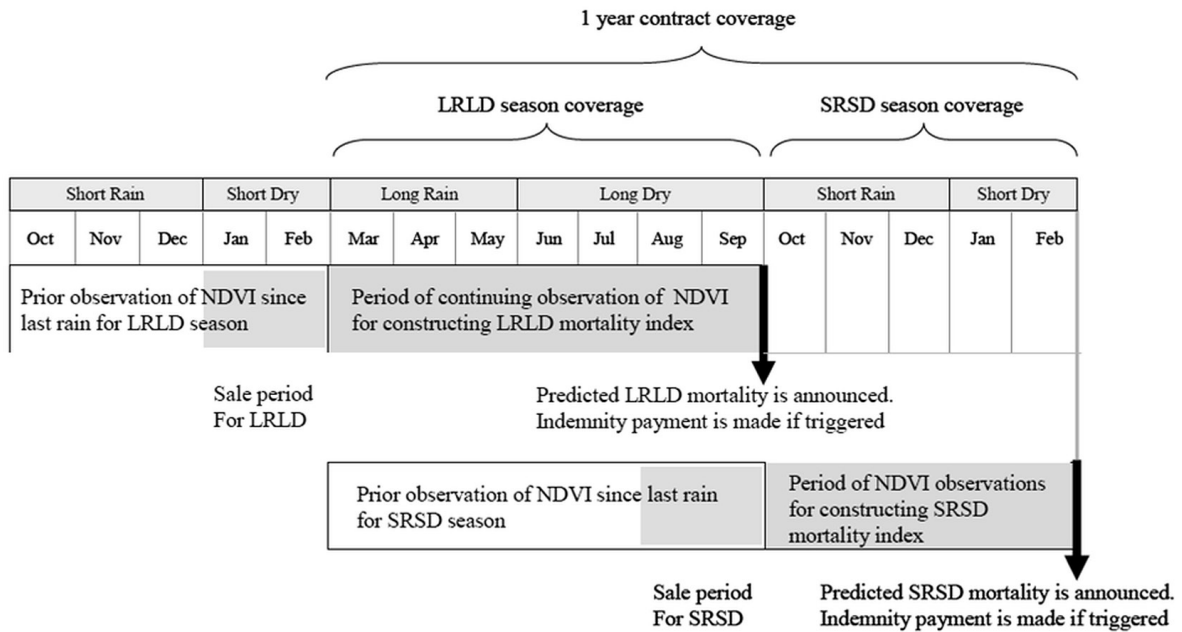 1 year contract coverage
LRLD season coverage
SRSD season coverage
Short Rain
Short Dry
Long Rain
Long Dry
Short Rain
Short Dry
Oct
Nov
Dec
Jan
Feb
Mar
Apr
May
Jun
Jul
Aug
Sep
Oct
Nov
Dec
Jan
Feb
Prior observation of NDVI since
last rain for LRLD season
Period of continuing observation of NDVI
for constructing LRLD mortality index
Sale period
For LRLD
Predicted LRLD mortality is announced.
Indemnity payment is made if triggered
Prior observation of NDVI since last rain
for SRSD season
Period of NDVI observations
for constructing SRSD
mortality index
Sale period
For SRSD
Predicted SRSD mortality is announced.
Indemnity payment is made if triggered